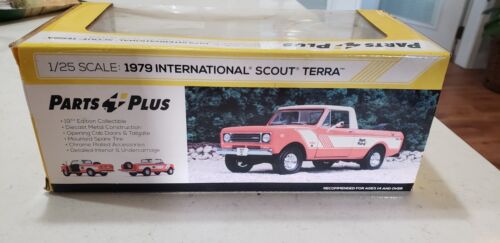 PARTS PLUS
1/25 SCALE: 1979 INTERNATIONAL® SCOUT® TERRA™
PARTS PLUS
• 19th Edition Collectible
• Diecast Metal Construction
• Opening Cab Doors & Tailgate
• Mounted Spare Tire
• Chrome Plated Accessories
• Detailed Interior & Undercarriage
RECOMMENDED FOR AGES 14 AND OVER